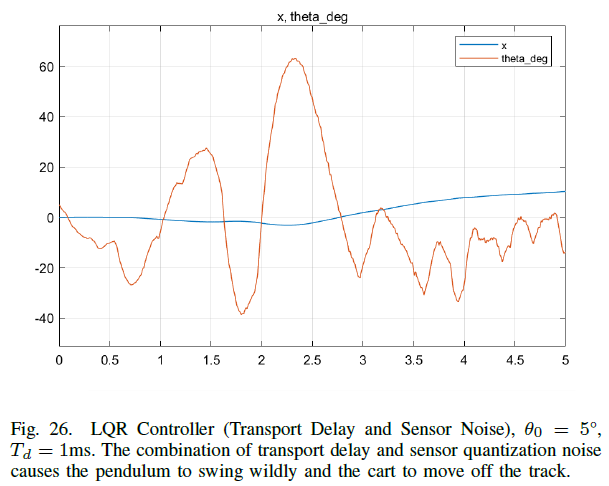 x, theta_deg
x
theta_deg
60
40
20
0
-20
-40
0 0.5 1 1.5 2 2.5 3 3.5 4 4.5 5
Fig. 26. LQR Controller (Transport Delay and Sensor Noise), θ₀ = 5°,
T_d = 1ms. The combination of transport delay and sensor quantization noise
causes the pendulum to swing wildly and the cart to move off the track.